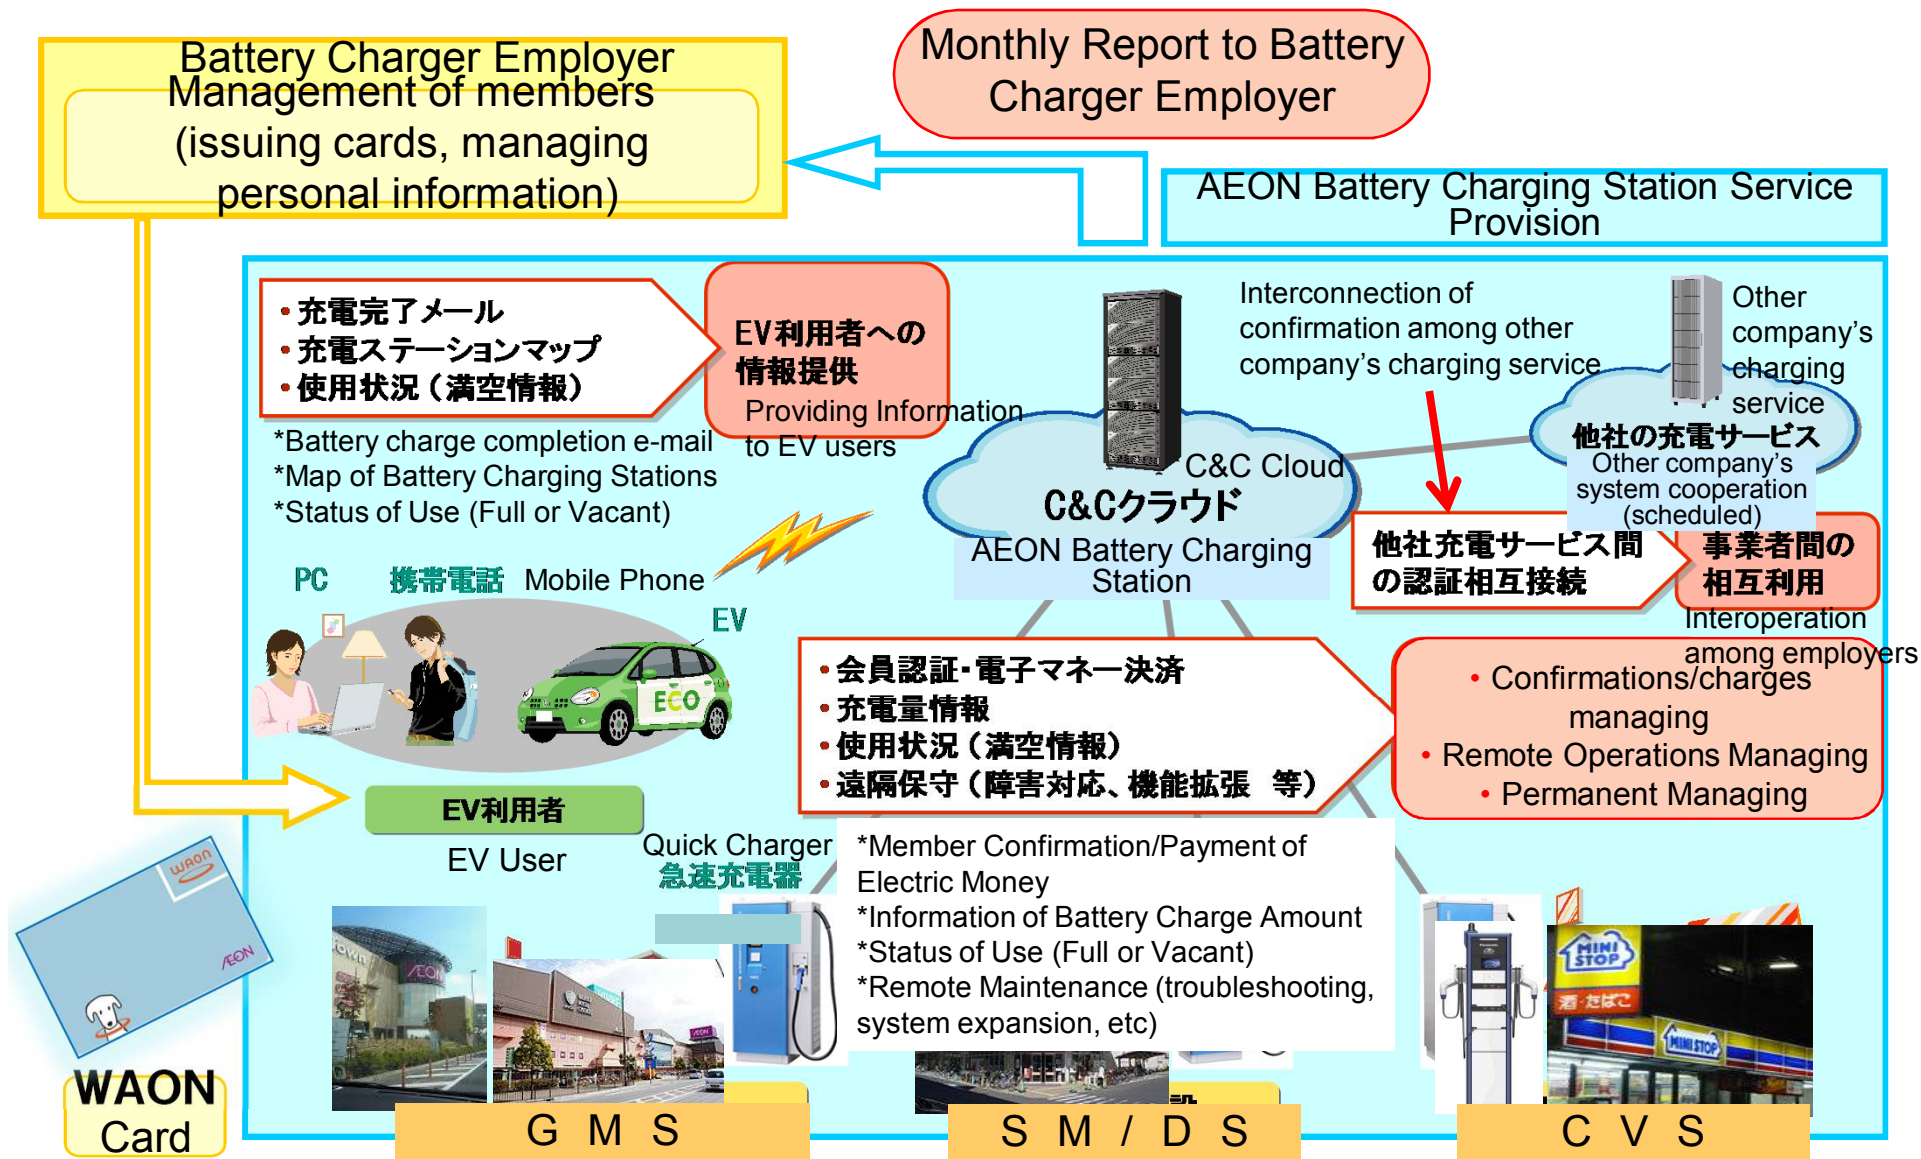 Battery Charger Employer
Management of members
(issuing cards, managing
personal information)
Monthly Report to Battery
Charger Employer
AEON Battery Charging Station Service
Provision
・充電完了メール
・充電ステーションマップ
・使用状況（満空情報）
EV利用者への
情報提供
Providing Information
to EV users
*Battery charge completion e-mail
*Map of Battery Charging Stations
*Status of Use (Full or Vacant)
C&C Cloud
C&Cクラウド
AEON Battery Charging
Station
Interconnection of
confirmation among other
company's charging service
Other
company's
charging
service
他社の充電サービス
Other company's
system cooperation
(scheduled)
他社充電サービス間
の認証相互接続
事業者間の
相互利用
Interoperation
among employers
PC
携帯電話 Mobile Phone
EV
ECO
EV利用者
EV User
・会員認証・電子マネー決済
・充電量情報
・使用状況（満空情報）
・遠隔保守（障害対応、機能拡張 等）
• Confirmations/charges
managing
• Remote Operations Managing
• Permanent Managing
Quick Charger
急速充電器
*Member Confirmation/Payment of
Electric Money
*Information of Battery Charge Amount
*Status of Use (Full or Vacant)
*Remote Maintenance (troubleshooting,
system expansion, etc)
WAON
ÆON
WAON
Card
town
ÆON
ÆON
MINI
STOP
酒・たばこ
MINI STOP
G M S
S M / D S
C V S